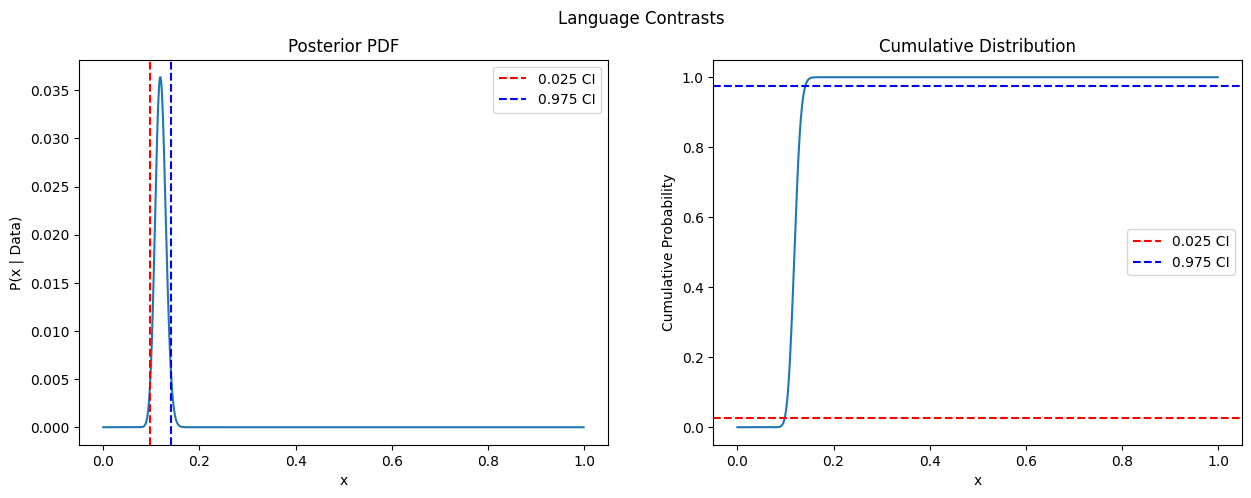 Language Contrasts
Posterior PDF
P(x | Data)
0.035
0.030
0.025
0.020
0.015
0.010
0.005
0.000
0.0 0.2 0.4 0.6 0.8 1.0
x
0.025 CI
0.975 CI
Cumulative Distribution
Cumulative Probability
1.0
0.8
0.6
0.4
0.2
0.0
0.0 0.2 0.4 0.6 0.8 1.0
x
0.025 CI
0.975 CI